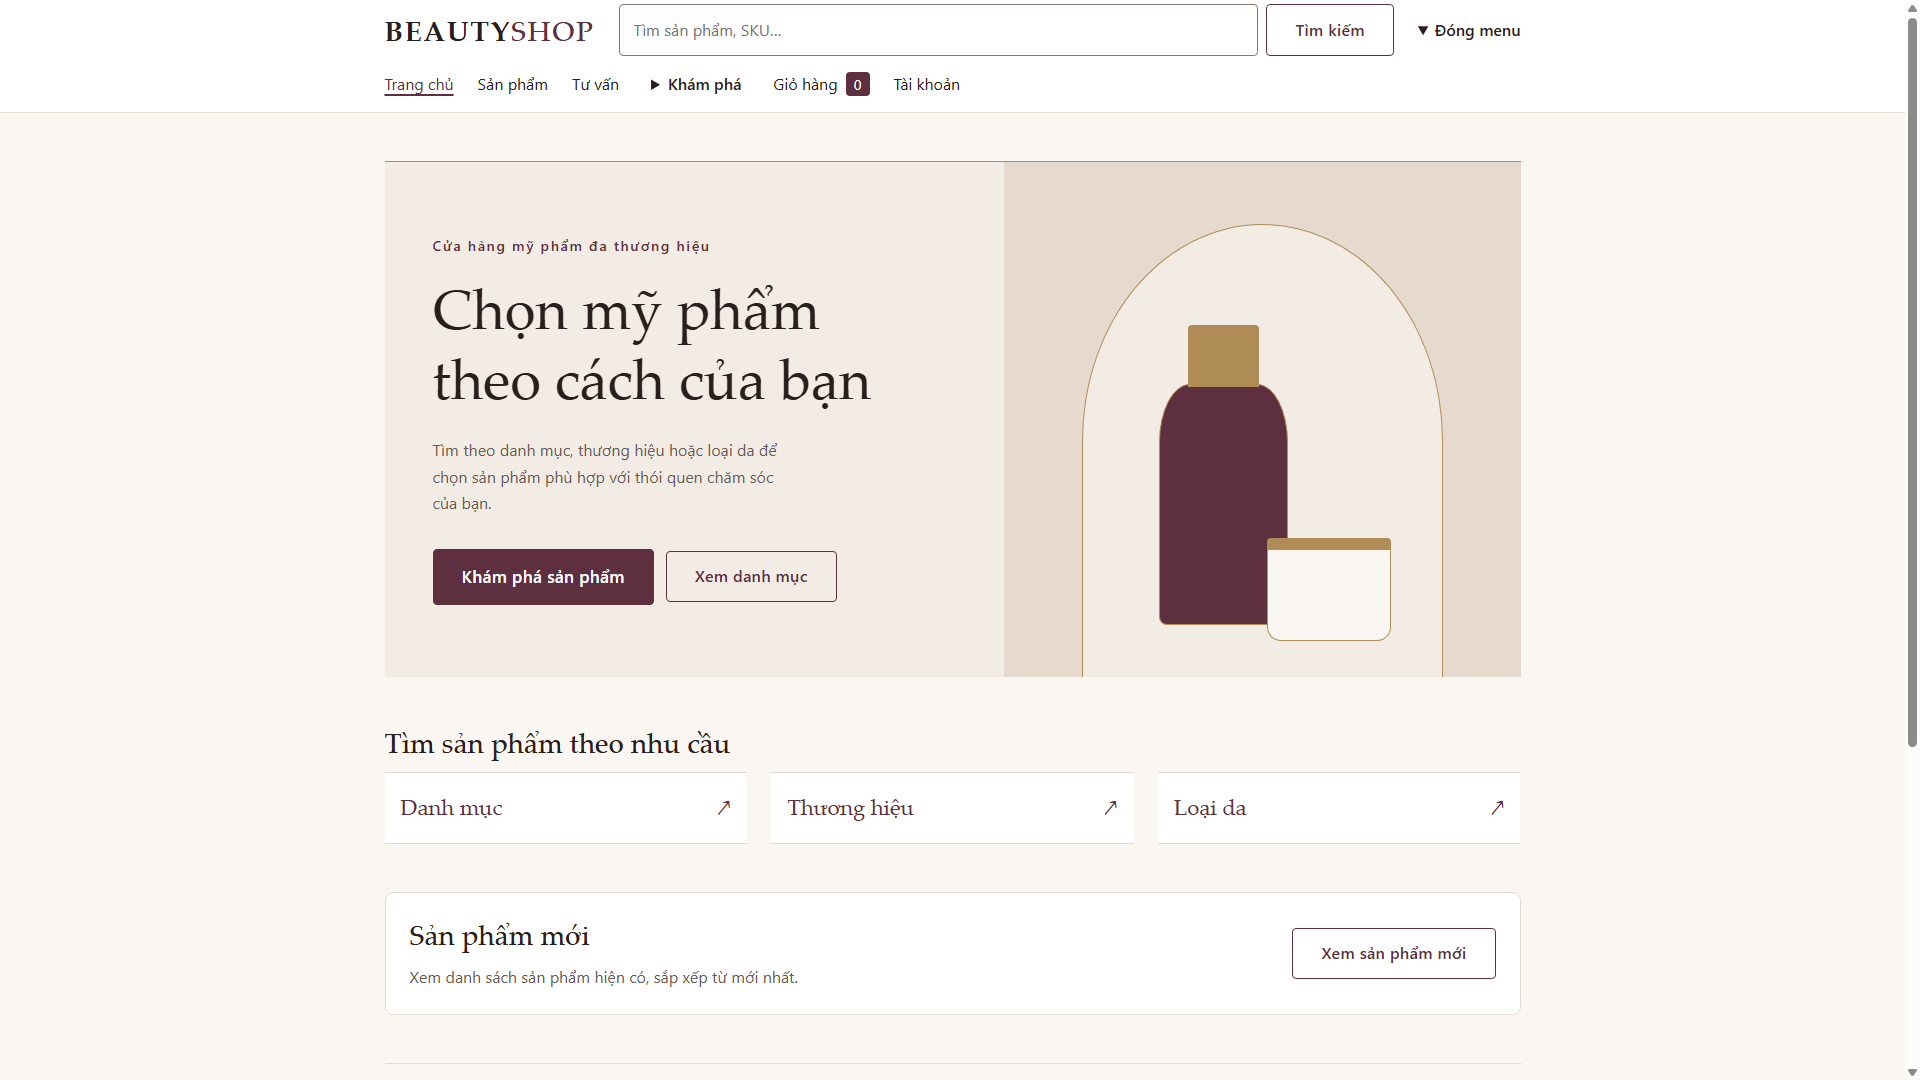 BEAUTYSHOP
Tìm sản phẩm, SKU...
Tìm kiếm
▼ Đóng menu
Trang chủ
Sản phẩm
Tư vấn
▶ Khám phá
Giỏ hàng 0
Tài khoản
Cửa hàng mỹ phẩm đa thương hiệu
Chọn mỹ phẩm
theo cách của bạn
Tìm theo danh mục, thương hiệu hoặc loại da để
chọn sản phẩm phù hợp với thói quen chăm sóc
của bạn.
Khám phá sản phẩm
Xem danh mục
Tìm sản phẩm theo nhu cầu
Danh mục ↗
Thương hiệu ↗
Loại da ↗
Sản phẩm mới
Xem danh sách sản phẩm hiện có, sắp xếp từ mới nhất.
Xem sản phẩm mới